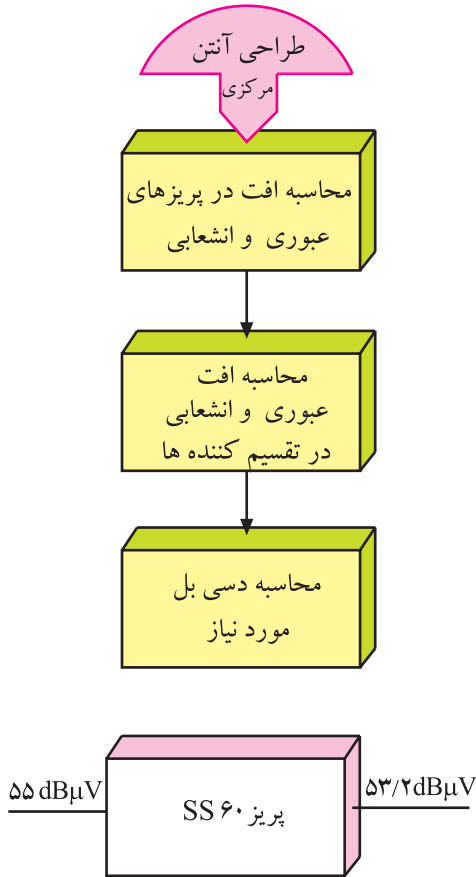 طراحی آنتن
مرکزی
محاسبه افت در پریزهای
عبوری و انشعابی
محاسبه افت
عبوری و انشعابی
در تقسیم کننده ها
محاسبه دسی بل
مورد نیاز
۵۵ dBµV
پریز SS ۶۰
۵۳/۲dBµV